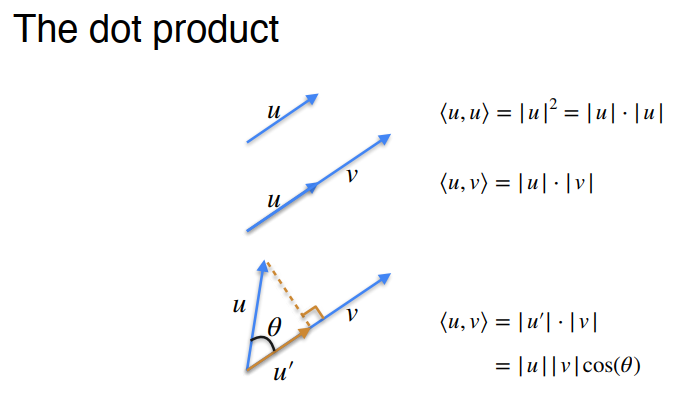 The dot product
u
⟨u, u⟩ = |u|² = |u| · |u|
u
v
⟨u, v⟩ = |u| · |v|
u
θ
u′
v
⟨u, v⟩ = |u′| · |v|
= |u||v|cos(θ)